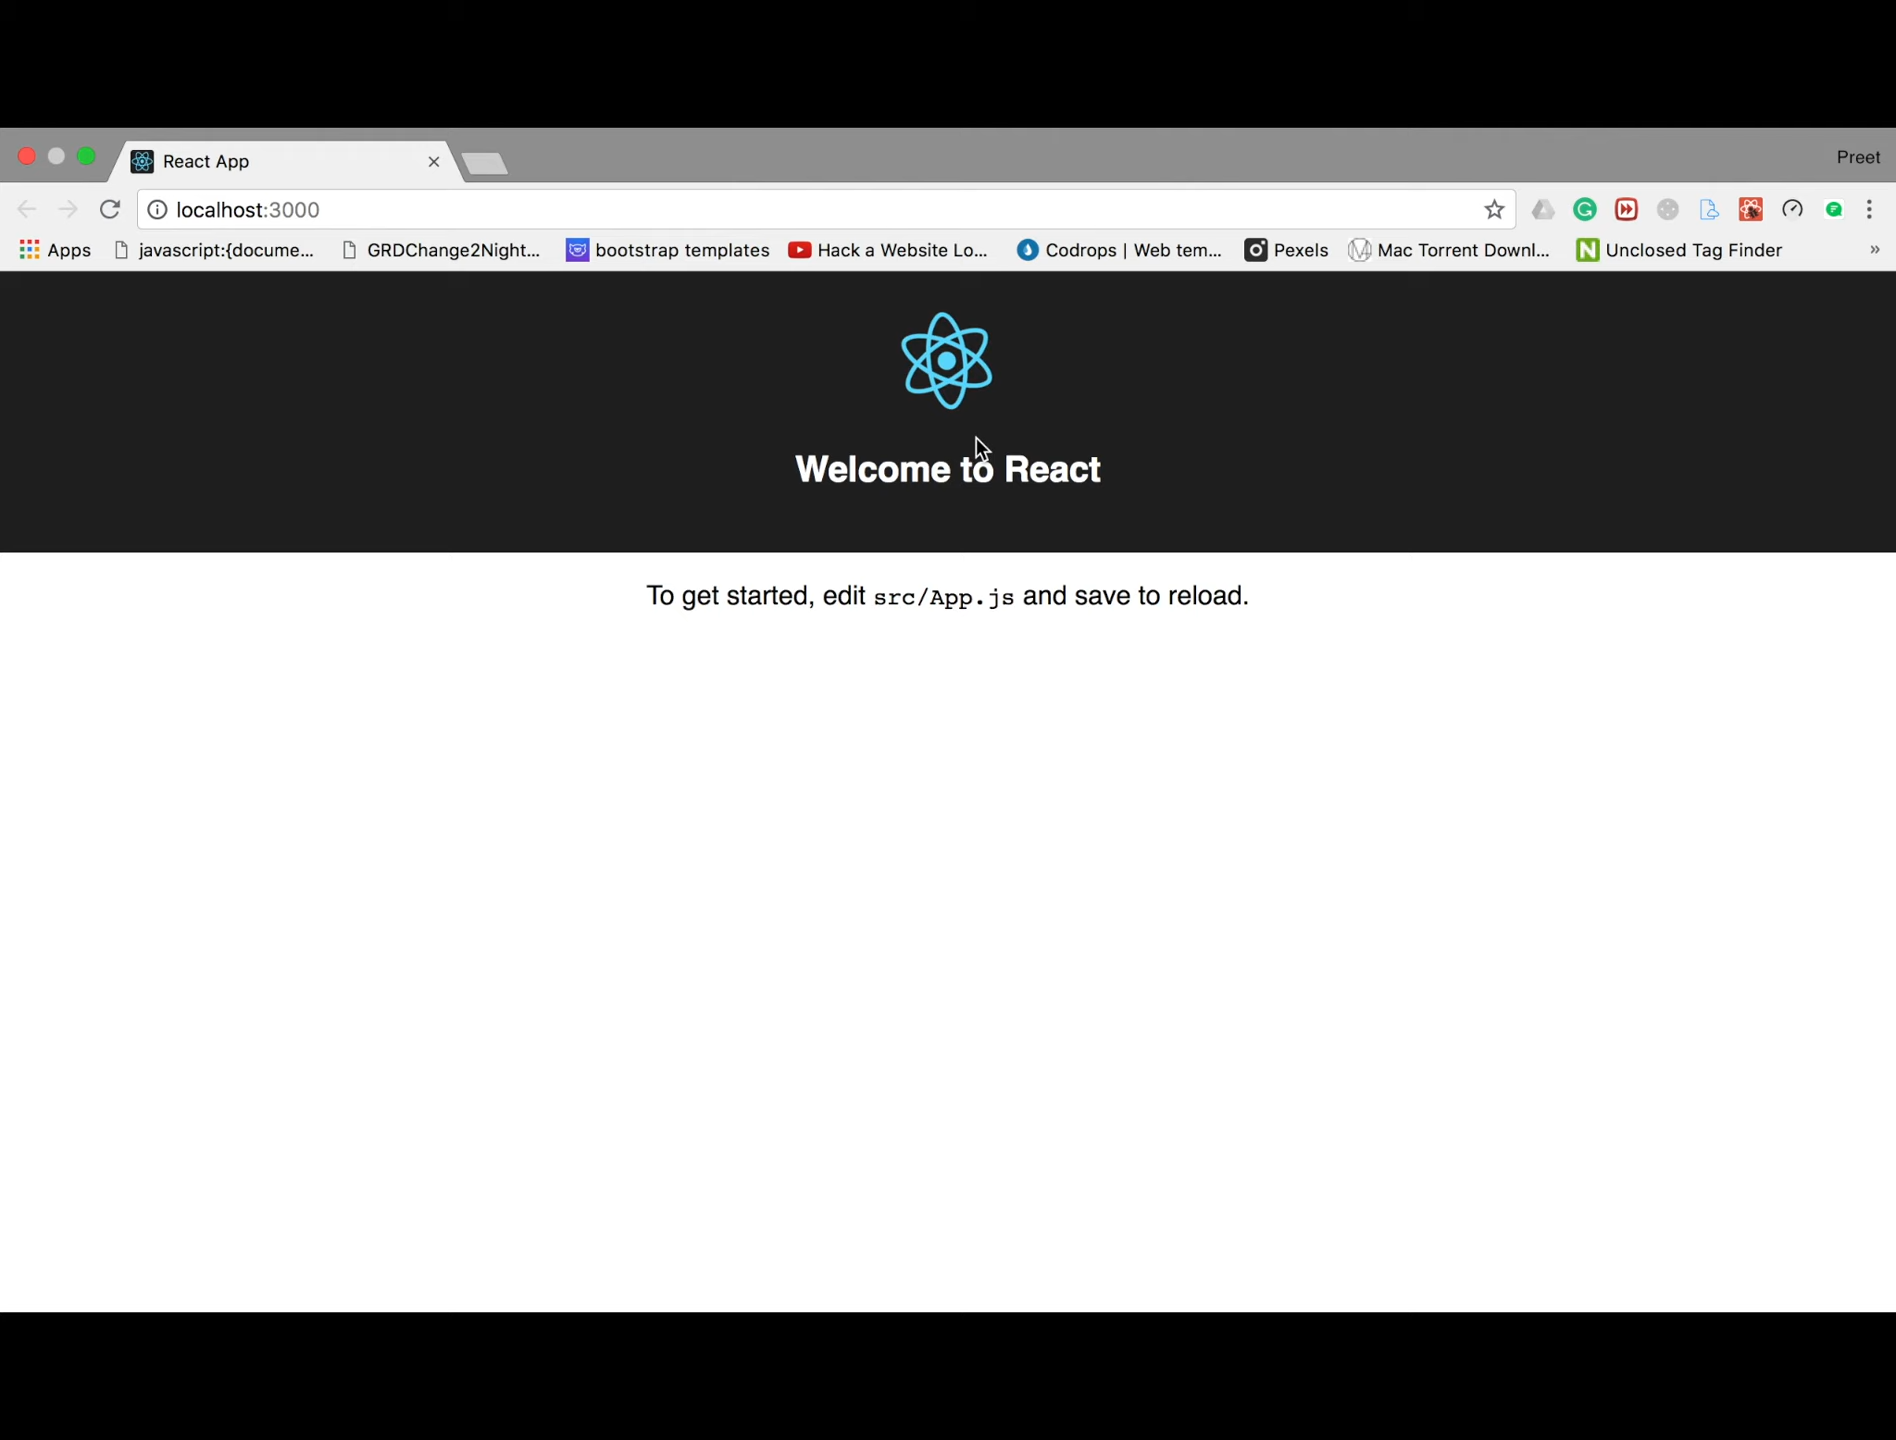 React App
Preet
localhost:3000
Apps javascript:{docume... GRDChange2Night... bootstrap templates Hack a Website Lo... Codrops | Web tem... Pexels Mac Torrent Downl... Unclosed Tag Finder »
Welcome to React
To get started, edit src/App.js and save to reload.